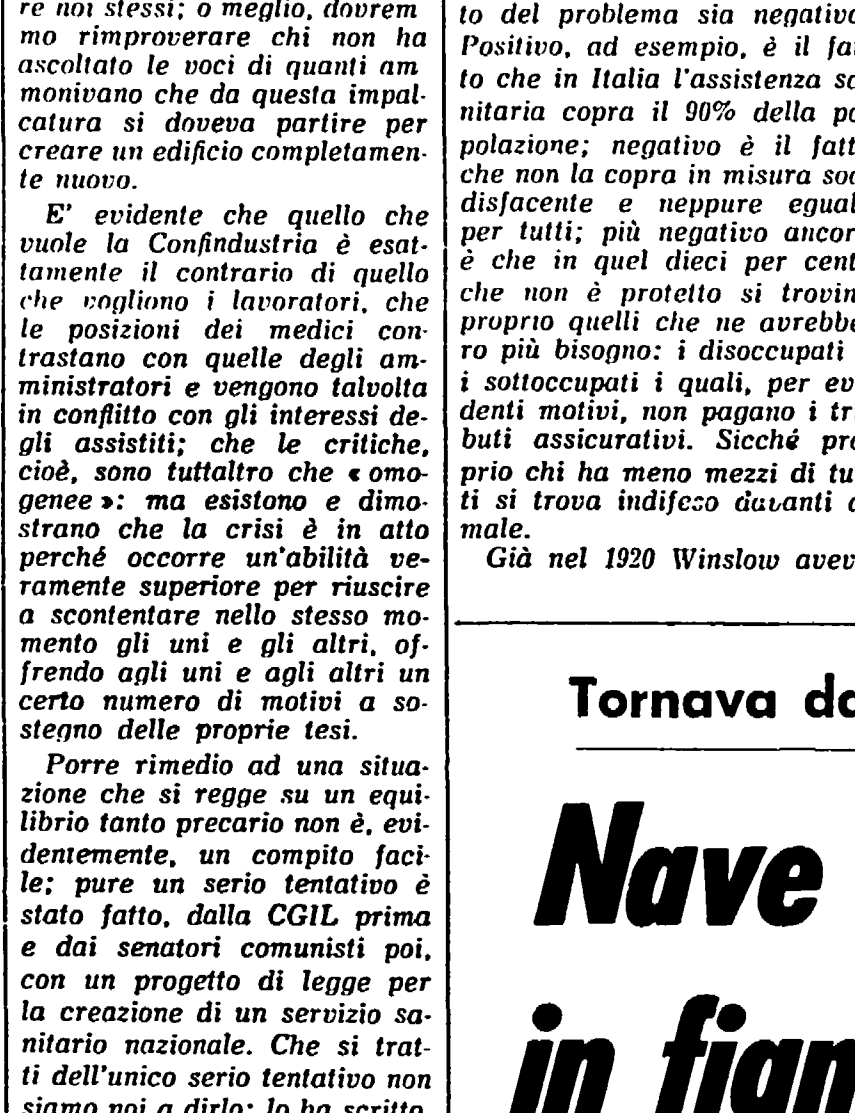 re noi stessi; o meglio, dovrem
mo rimproverare chi non ha
ascoltato le voci di quanti am
monivano che da questa impal-
catura si doveva partire per
creare un edificio completamen-
te nuovo.
E' evidente che quello che
vuole la Confindustria è esat-
tamente il contrario di quello
che vogliono i lavoratori, che
le posizioni dei medici con-
trastano con quelle degli am-
ministratori e vengono talvolta
in conflitto con gli interessi de-
gli assistiti; che le critiche,
cioè, sono tuttaltro che « omo-
genee »: ma esistono e dimo-
strano che la crisi è in atto
perché occorre un'abilità ve-
ramente superiore per riuscire
a scontentare nello stesso mo-
mento gli uni e gli altri, of-
frendo agli uni e agli altri un
certo numero di motivi a so-
stegno delle proprie tesi.
Porre rimedio ad una situa-
zione che si regge su un equi-
librio tanto precario non è, evi-
dentemente, un compito faci-
le; pure un serio tentativo è
stato fatto, dalla CGIL prima
e dai senatori comunisti poi,
con un progetto di legge per
la creazione di un servizio sa-
nitario nazionale. Che si trat-
ti dell'unico serio tentativo non
siamo noi a dirlo: lo ha scritto
to del problema sia negativo
Positivo, ad esempio, è il fat
to che in Italia l'assistenza sa
nitaria copra il 90% della po
polazione; negativo è il fatt
che non la copra in misura sod
disfacente e neppure egual
per tutti; più negativo ancor
è che in quel dieci per cent
che non è protetto si trovin
proprio quelli che ne avrebbe
ro più bisogno: i disoccupati
i sottoccupati i quali, per ev
denti motivi, non pagano i tri
buti assicurativi. Sicché pro
prio chi ha meno mezzi di tu
ti si trova indifeso davanti a
male.
Già nel 1920 Winslow avev
Tornava da
Nave
in fian